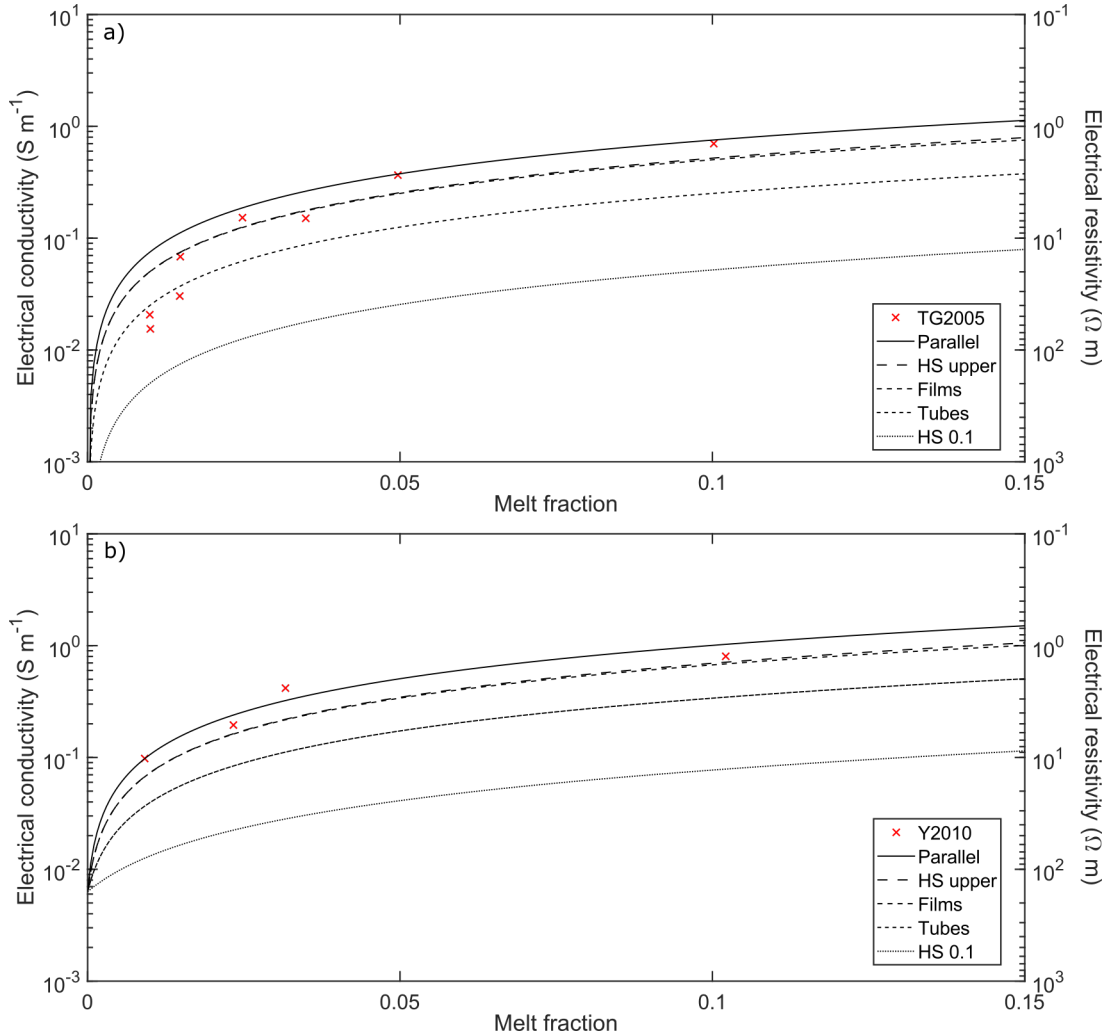 a)
10^1
10^0
10^-1
10^-2
10^-3
Electrical conductivity (S m^-1)
10^-1
10^0
10^1
10^2
10^3
Electrical resistivity (Ω m)
TG2005
Parallel
HS upper
Films
Tubes
HS 0.1
0
0.05
0.1
0.15
Melt fraction
b)
10^1
10^0
10^-1
10^-2
10^-3
Electrical conductivity (S m^-1)
10^-1
10^0
10^1
10^2
10^3
Electrical resistivity (Ω m)
Y2010
Parallel
HS upper
Films
Tubes
HS 0.1
0
0.05
0.1
0.15
Melt fraction